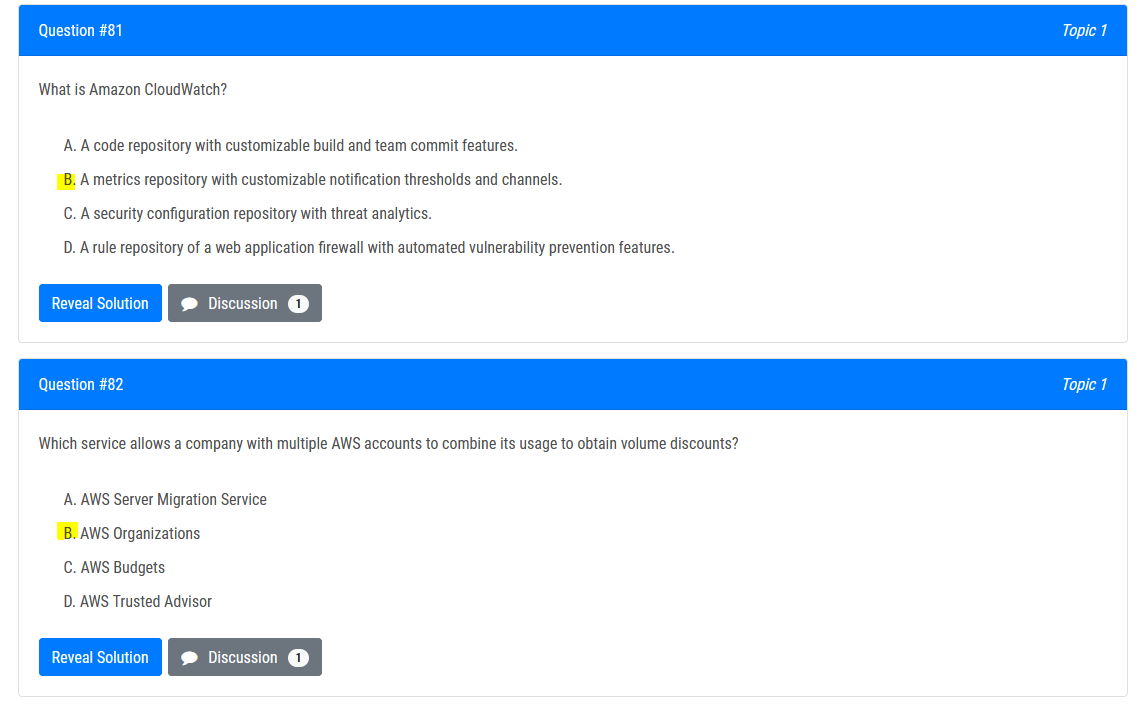 Question #81 Topic 1
What is Amazon CloudWatch?
A. A code repository with customizable build and team commit features.
B. A metrics repository with customizable notification thresholds and channels.
C. A security configuration repository with threat analytics.
D. A rule repository of a web application firewall with automated vulnerability prevention features.
Reveal Solution Discussion 1
Question #82 Topic 1
Which service allows a company with multiple AWS accounts to combine its usage to obtain volume discounts?
A. AWS Server Migration Service
B. AWS Organizations
C. AWS Budgets
D. AWS Trusted Advisor
Reveal Solution Discussion 1